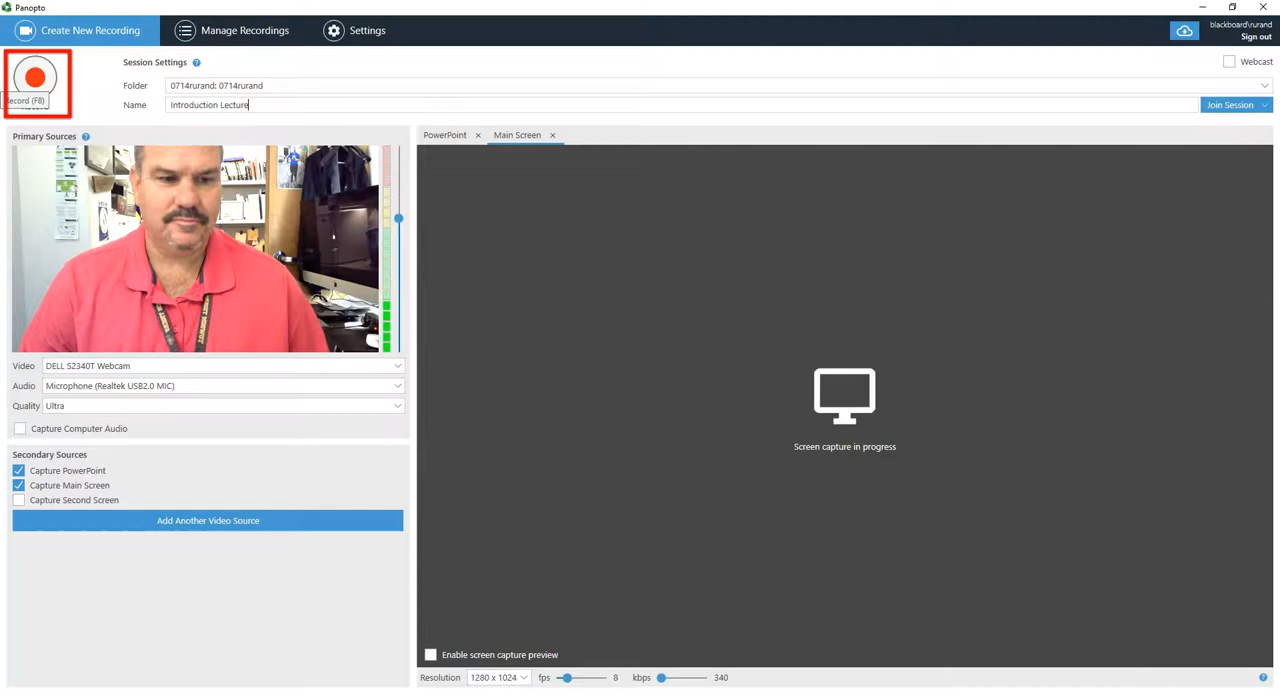 Panopto
Create New Recording Manage Recordings Settings blackboard\rurand
Sign out
Session Settings Webcast
Folder 0714rurand: 0714rurand
Record (F8)
Name Introduction Lecture Join Session
Primary Sources PowerPoint Main Screen
Video DELL S2340T Webcam
Audio Microphone (Realtek USB2.0 MIC)
Quality Ultra
Capture Computer Audio
Screen capture in progress
Secondary Sources
Capture PowerPoint
Capture Main Screen
Capture Second Screen
Add Another Video Source
Enable screen capture preview
Resolution 1280 x 1024 fps 8 kbps 340